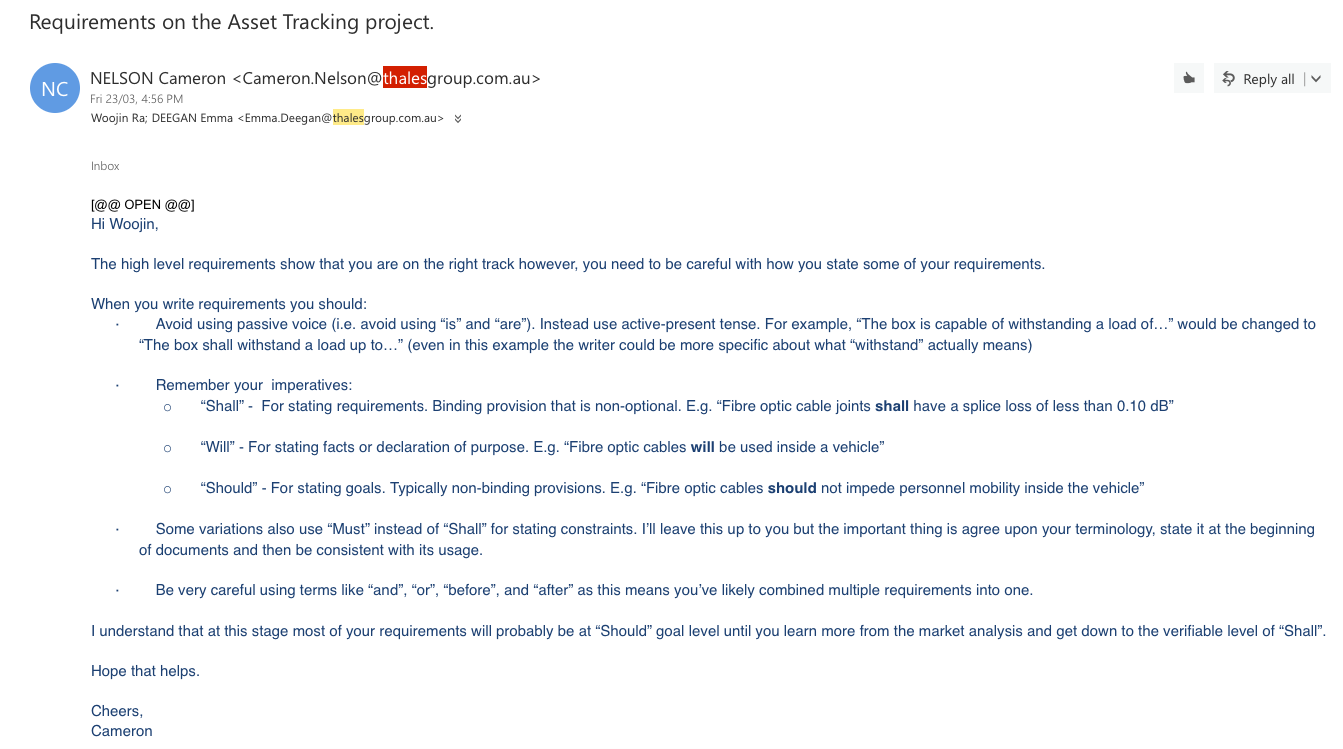 Requirements on the Asset Tracking project.
NC
NELSON Cameron <Cameron.Nelson@thalesgroup.com.au>
Reply all
Fri 23/03, 4:56 PM
Woojin Ra; DEEGAN Emma <Emma.Deegan@thalesgroup.com.au>
Inbox
[@@ OPEN @@]
Hi Woojin,
The high level requirements show that you are on the right track however, you need to be careful with how you state some of your requirements.
When you write requirements you should:
· Avoid using passive voice (i.e. avoid using “is” and “are”). Instead use active-present tense. For example, “The box is capable of withstanding a load of…” would be changed to
“The box shall withstand a load up to…” (even in this example the writer could be more specific about what “withstand” actually means)
· Remember your  imperatives:
o “Shall” -  For stating requirements. Binding provision that is non-optional. E.g. “Fibre optic cable joints shall have a splice loss of less than 0.10 dB”
o “Will” - For stating facts or declaration of purpose. E.g. “Fibre optic cables will be used inside a vehicle”
o “Should” - For stating goals. Typically non-binding provisions. E.g. “Fibre optic cables should not impede personnel mobility inside the vehicle”
· Some variations also use “Must” instead of “Shall” for stating constraints. I’ll leave this up to you but the important thing is agree upon your terminology, state it at the beginning
of documents and then be consistent with its usage.
· Be very careful using terms like “and”, “or”, “before”, and “after” as this means you’ve likely combined multiple requirements into one.
I understand that at this stage most of your requirements will probably be at “Should” goal level until you learn more from the market analysis and get down to the verifiable level of “Shall”.
Hope that helps.
Cheers,
Cameron